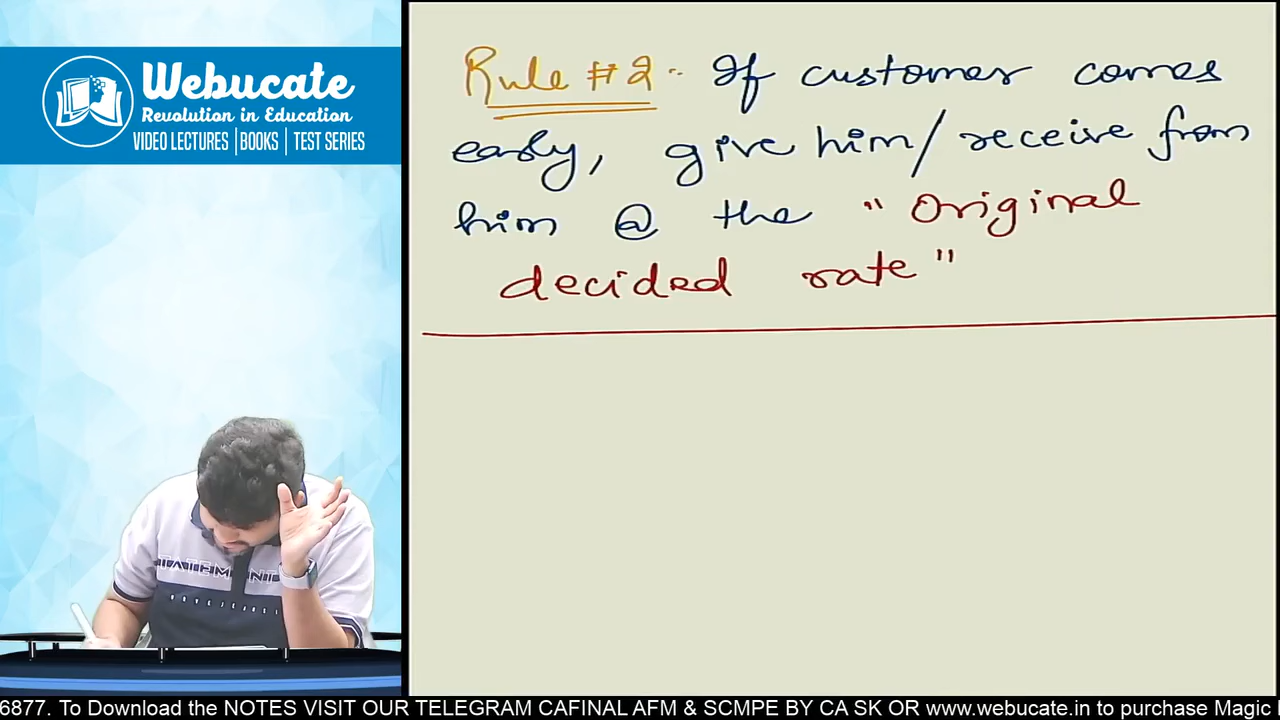 Webucate
Revolution in Education
VIDEO LECTURES | BOOKS | TEST SERIES
Rule #2:- If customer comes
early, give him/receive from
him @ the "Original
decided rate"
STATEMENT
6877. To Download the NOTES VISIT OUR TELEGRAM CAFINAL AFM & SCMPE BY CA SK OR www.webucate.in to purchase Magic